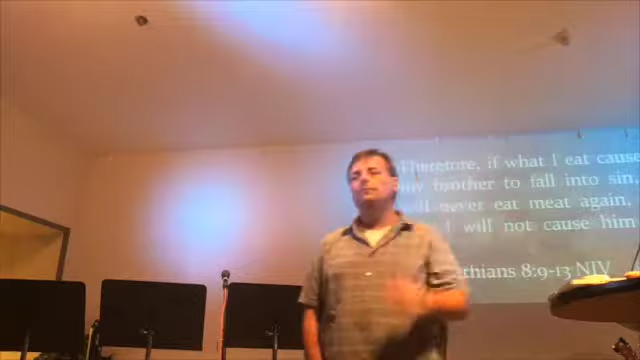 Therefore, if what I eat cause
my brother to fall into sin,
will never eat meat again,
I will not cause him
thians 8:9-13 NIV